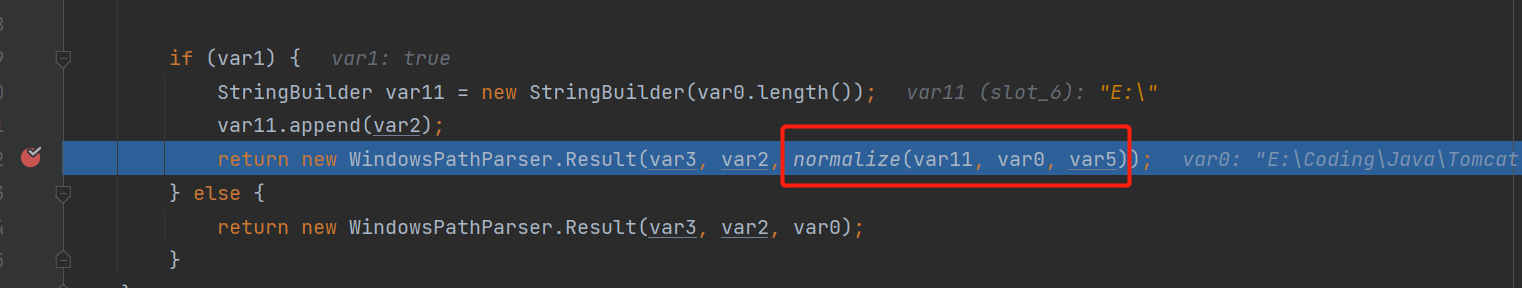 if (var1) { var1: true
StringBuilder var11 = new StringBuilder(var0.length()); var11 (slot_6): "E:\"
var11.append(var2);
return new WindowsPathParser.Result(var3, var2, normalize(var11, var0, var5)); var0: "E:\Coding\Java\Tomcat
} else {
return new WindowsPathParser.Result(var3, var2, var0);
}